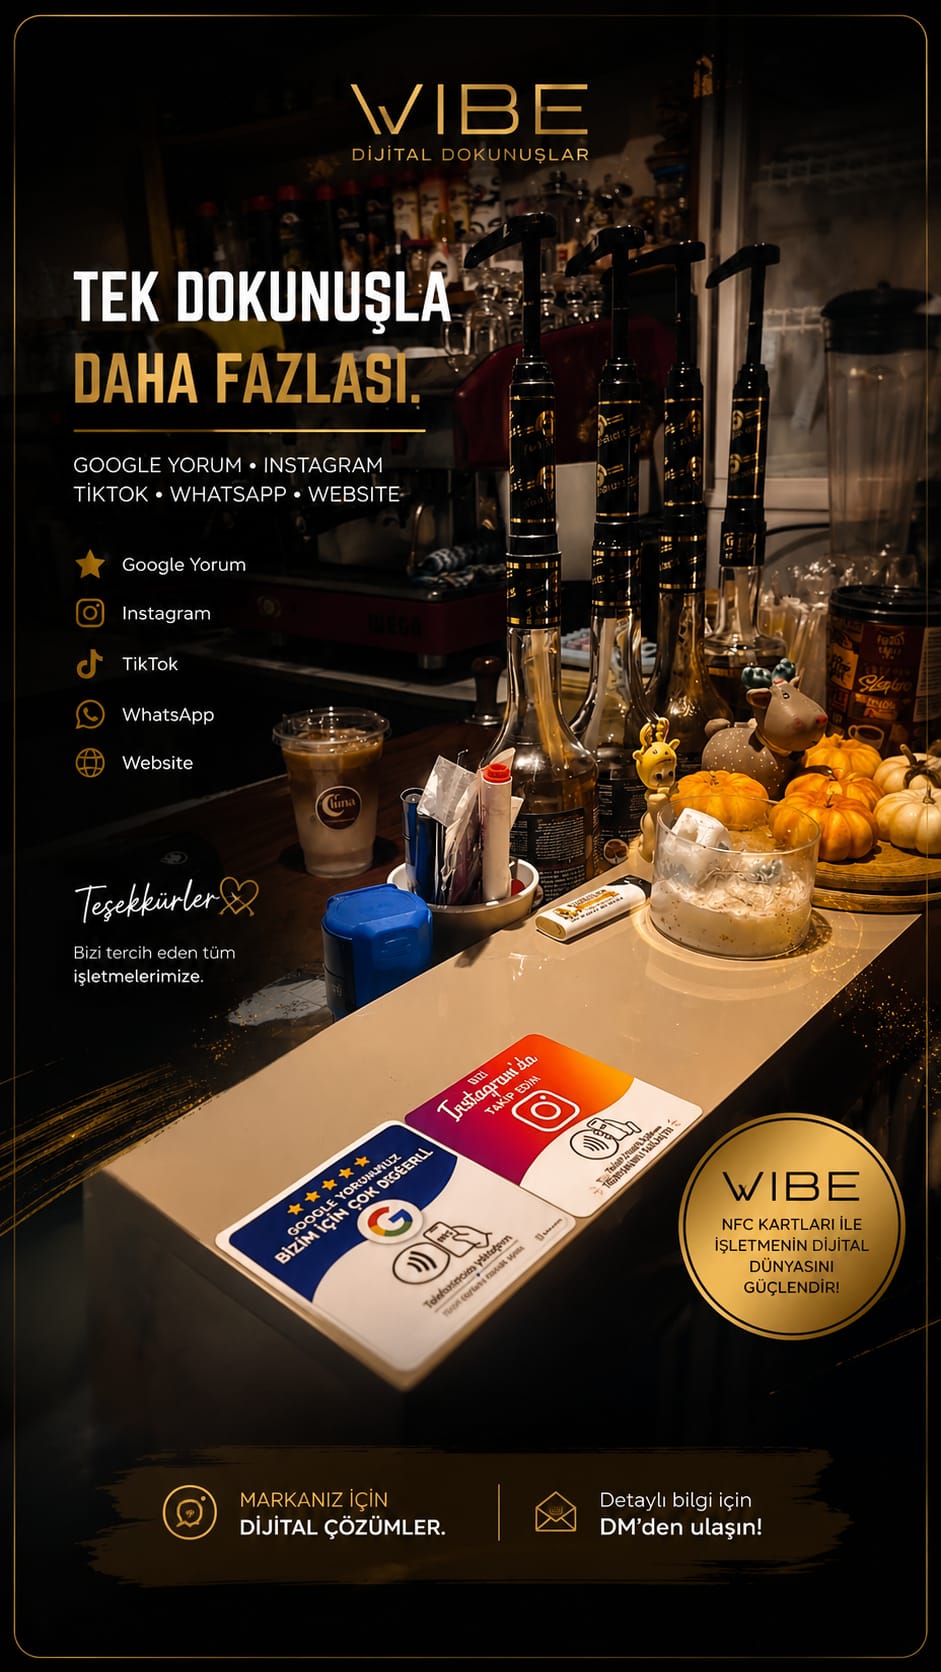 WIBE
DİJİTAL DOKUNUŞLAR
TEK DOKUNUŞLA
DAHA FAZLASI.
GOOGLE YORUM • INSTAGRAM
TİKTOK • WHATSAPP • WEBSITE
Google Yorum
Instagram
TikTok
WhatsApp
Website
China
Teşekkürler
Bizi tercih eden tüm
işletmelerimize.
BİZİ
Instagram'da
TAKİP EDİN
GOOGLE YORUMUNUZ
BİZİM İÇİN ÇOK DEĞERLİ
G
WIBE
NFC KARTLARI İLE
İŞLETMENİN DİJİTAL
DÜNYASINI
GÜÇLENDİR!
MARKANIZ İÇİN
DİJİTAL ÇÖZÜMLER.
Detaylı bilgi için
DM'den ulaşın!